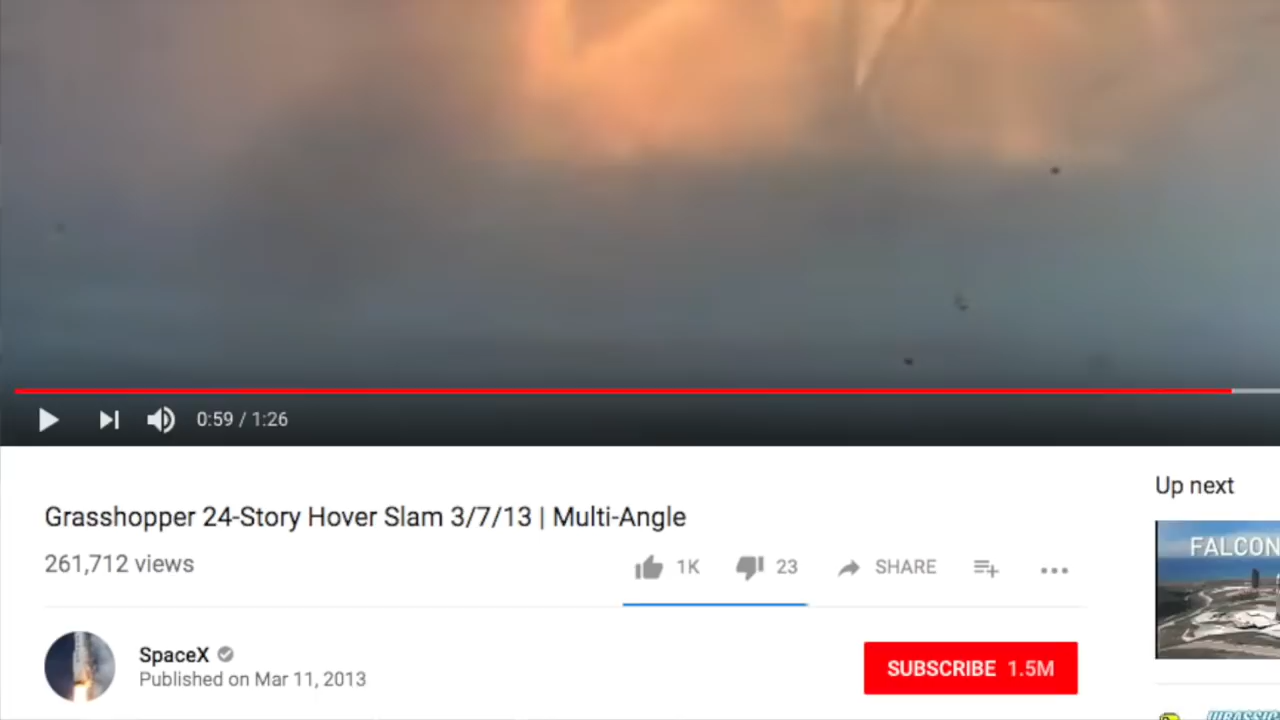 0:59 / 1:26
Grasshopper 24-Story Hover Slam 3/7/13 | Multi-Angle
261,712 views
1K
23
SHARE
SpaceX
Published on Mar 11, 2013
SUBSCRIBE 1.5M
Up next
FALCON